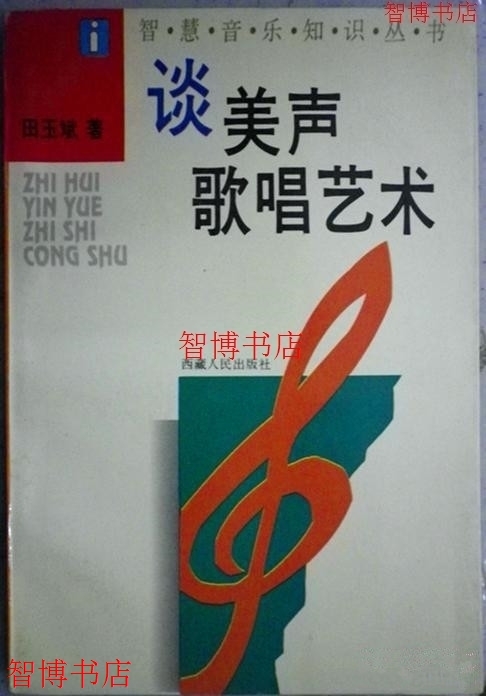 智博书店
i
智·慧·音·乐·知·识·丛·书
谈美声
歌唱艺术
田玉斌 著
ZHI HUI
YIN YUE
ZHI SHI
CONG SHU
智博书店
西藏人民出版社
智博书店